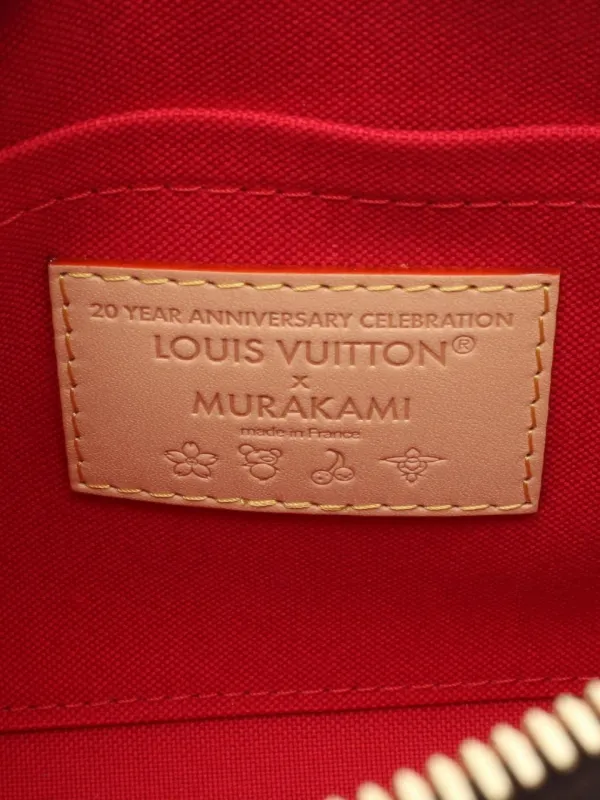 20 YEAR ANNIVERSARY CELEBRATION
LOUIS VUITTON®
x
MURAKAMI
made in France